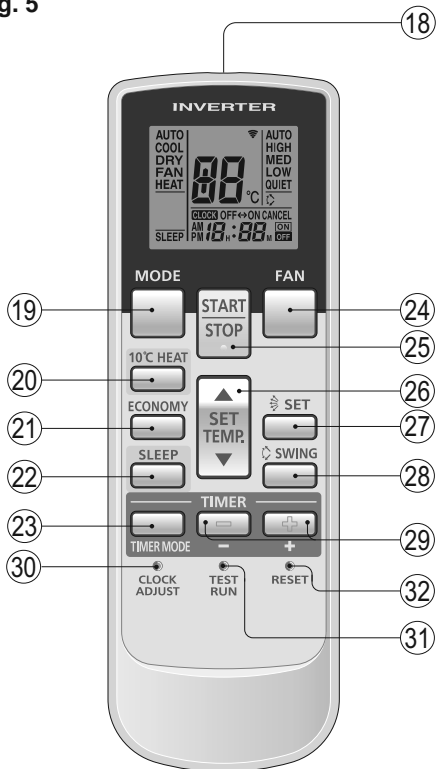 g. 5
18
INVERTER
AUTO
COOL
DRY
FAN
HEAT
SLEEP
88
°C
AUTO
HIGH
MED
LOW
QUIET
CLOCK OFF↔ON CANCEL
AM
PM 18 H : 88 M ON
OFF
MODE
FAN
START
STOP
19
24
25
10°C HEAT
20
26
ECONOMY
21
SET
TEMP.
SET
27
SLEEP
22
SWING
28
TIMER
23
29
TIMER MODE
–
+
30
CLOCK
ADJUST
TEST
RUN
RESET
32
31